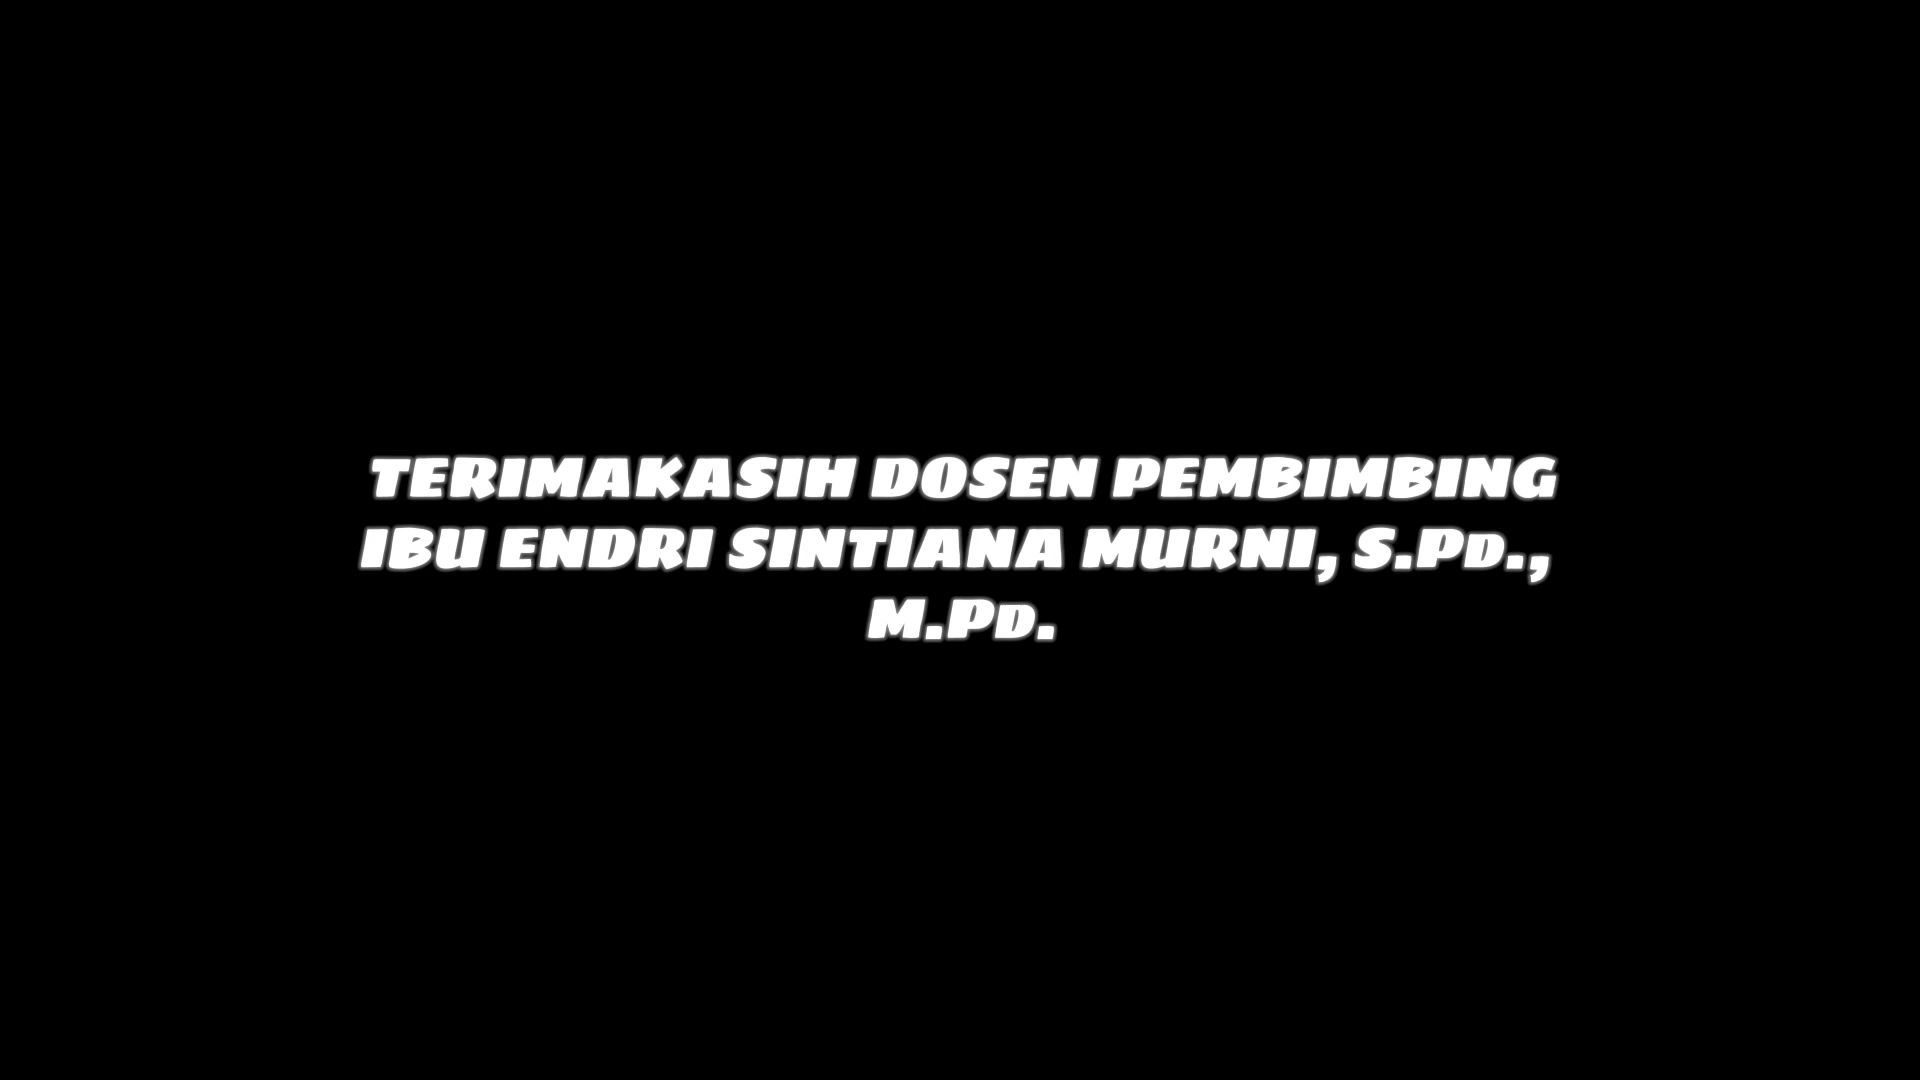 TERIMAKASIH DOSEN PEMBIMBING
IBU ENDRI SINTIANA MURNI, S.Pd.,
M.Pd.